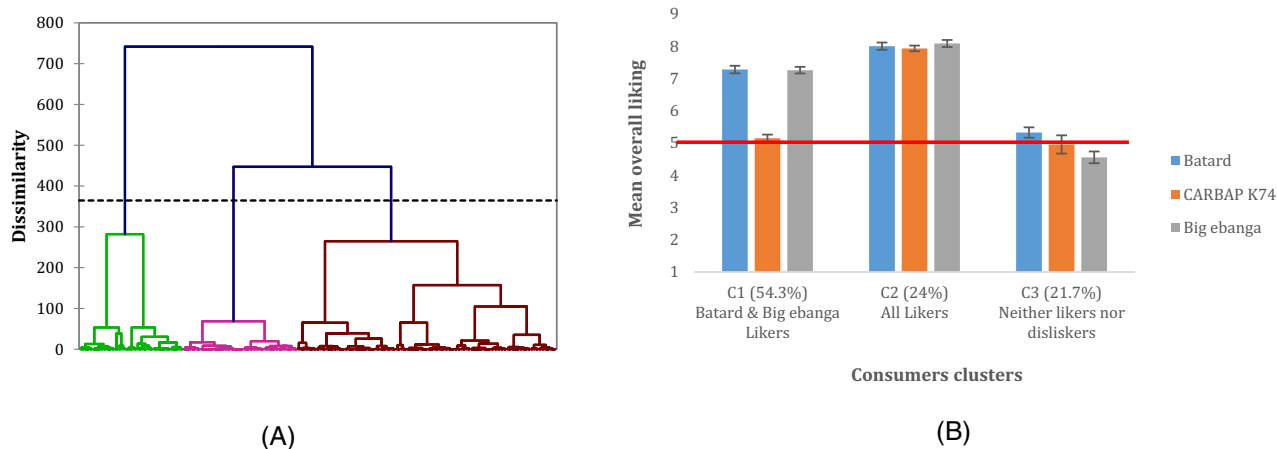 800
700
600
500
400
300
200
100
0
Dissimilarity
(A)
9
8
7
6
5
4
3
2
1
Mean overall liking
C1 (54.3%)
Batard & Big ebanga
Likers
C2 (24%)
All Likers
C3 (21.7%)
Neither likers nor
disliskers
Consumers clusters
Batard
CARBAP K74
Big ebanga
(B)